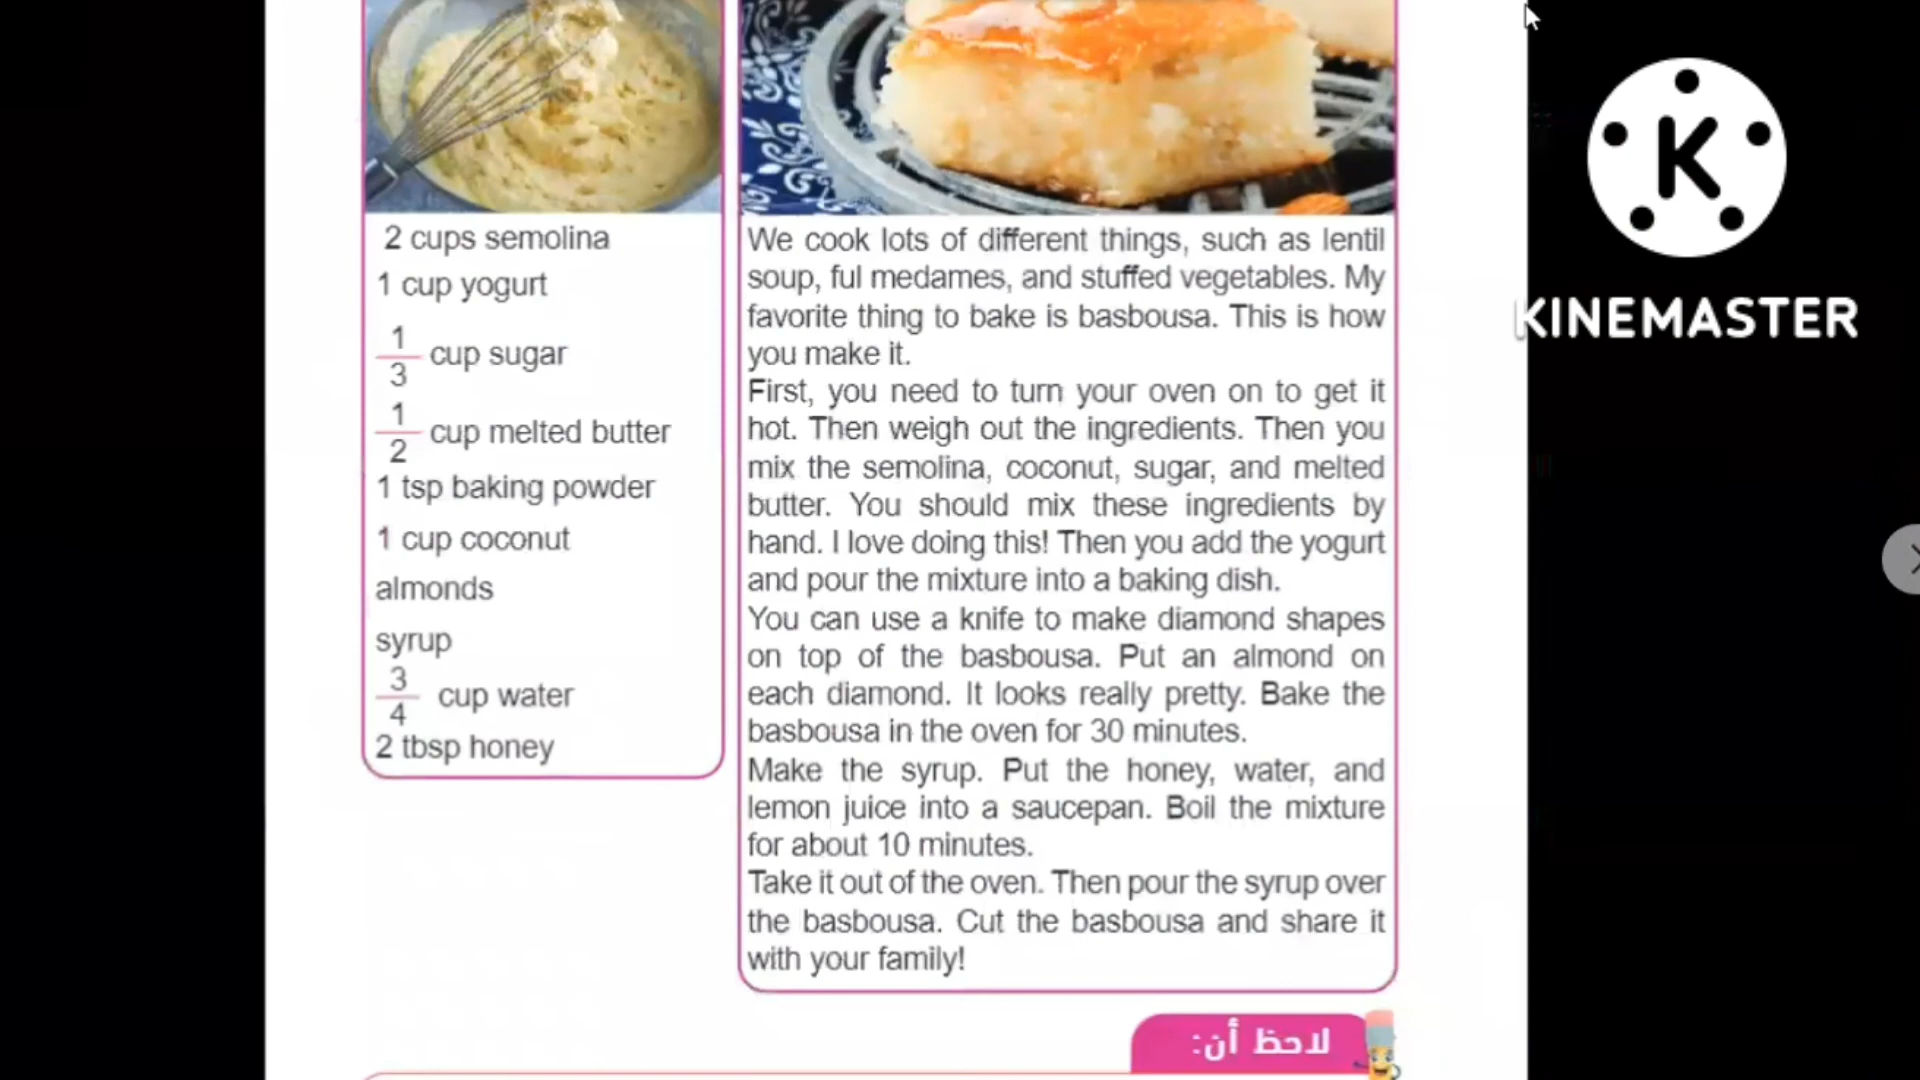 2 cups semolina
1 cup yogurt
1/3 cup sugar
1/2 cup melted butter
1 tsp baking powder
1 cup coconut
almonds
syrup
3/4 cup water
2 tbsp honey
We cook lots of different things, such as lentil
soup, ful medames, and stuffed vegetables. My
favorite thing to bake is basbousa. This is how
you make it.
First, you need to turn your oven on to get it
hot. Then weigh out the ingredients. Then you
mix the semolina, coconut, sugar, and melted
butter. You should mix these ingredients by
hand. I love doing this! Then you add the yogurt
and pour the mixture into a baking dish.
You can use a knife to make diamond shapes
on top of the basbousa. Put an almond on
each diamond. It looks really pretty. Bake the
basbousa in the oven for 30 minutes.
Make the syrup. Put the honey, water, and
lemon juice into a saucepan. Boil the mixture
for about 10 minutes.
Take it out of the oven. Then pour the syrup over
the basbousa. Cut the basbousa and share it
with your family!
لاحظ أن:
K
KINEMASTER